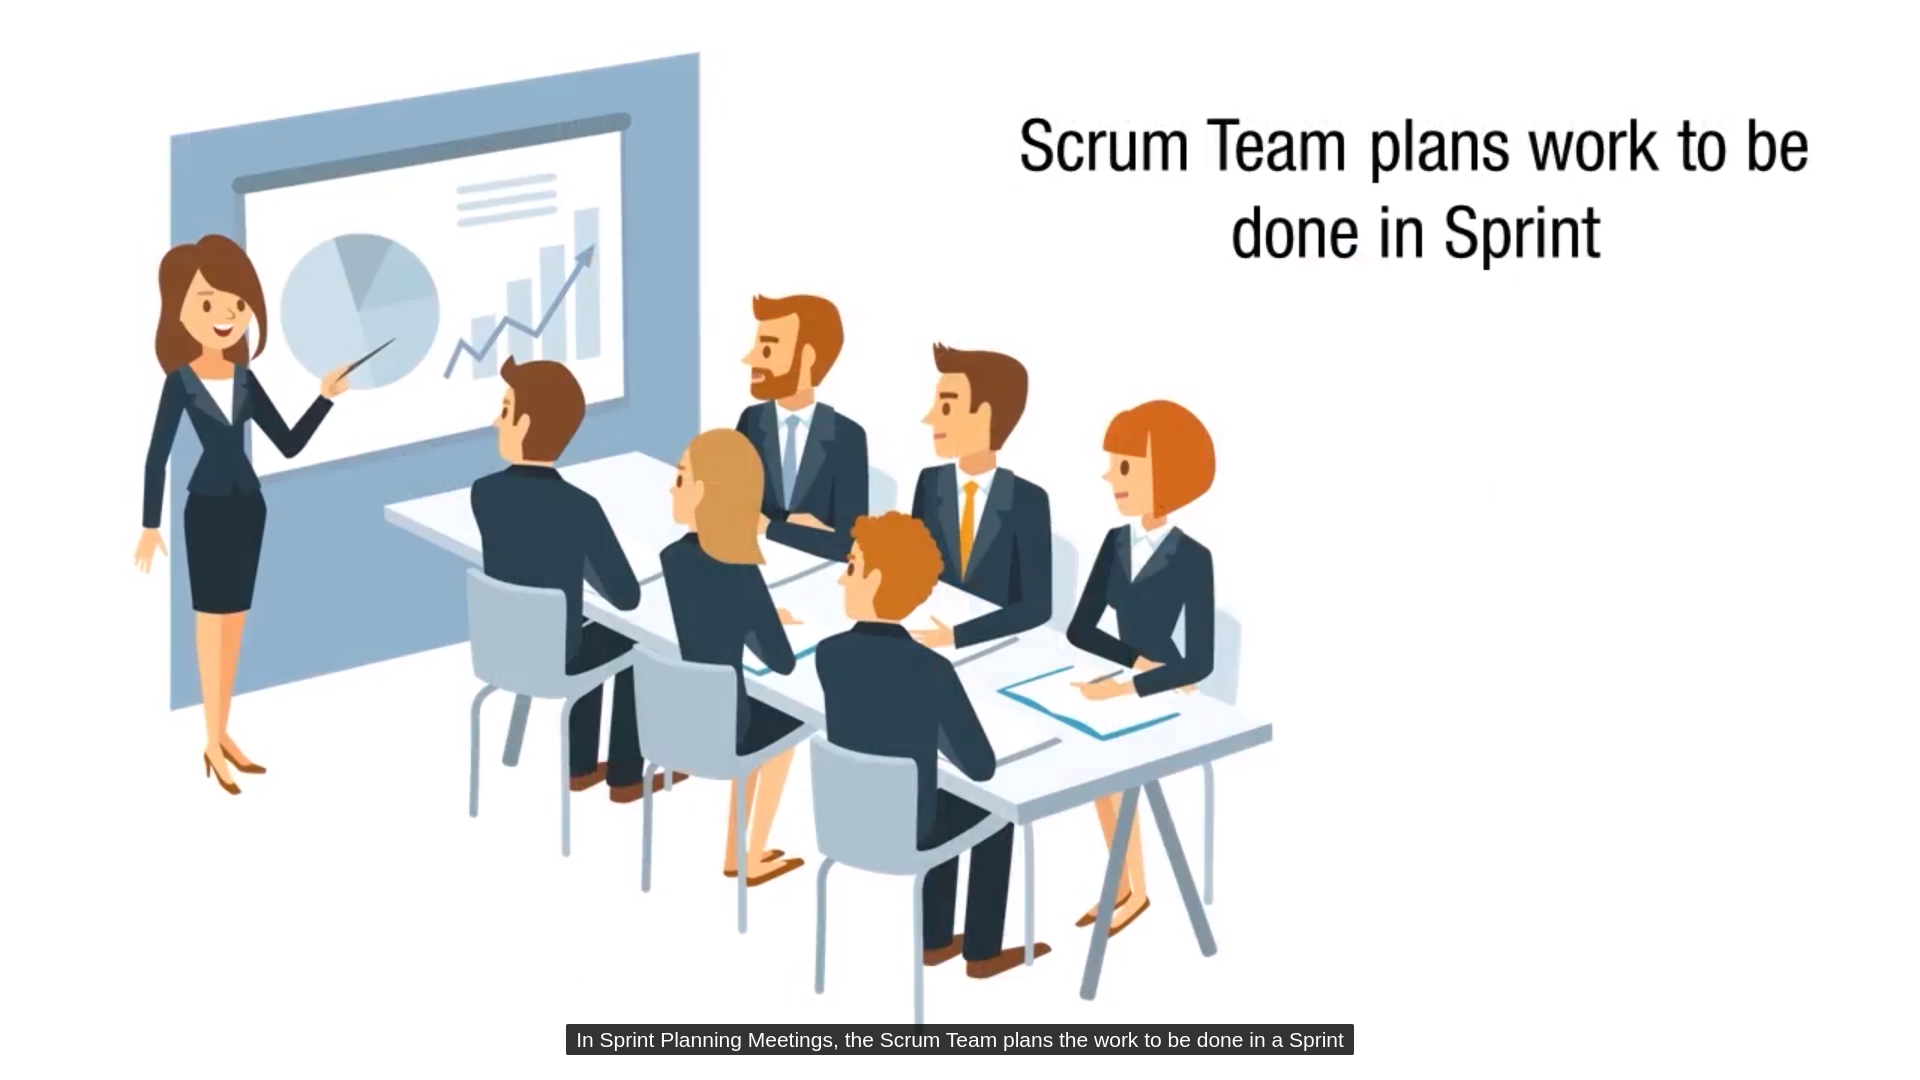 Scrum Team plans work to be
done in Sprint
In Sprint Planning Meetings, the Scrum Team plans the work to be done in a Sprint